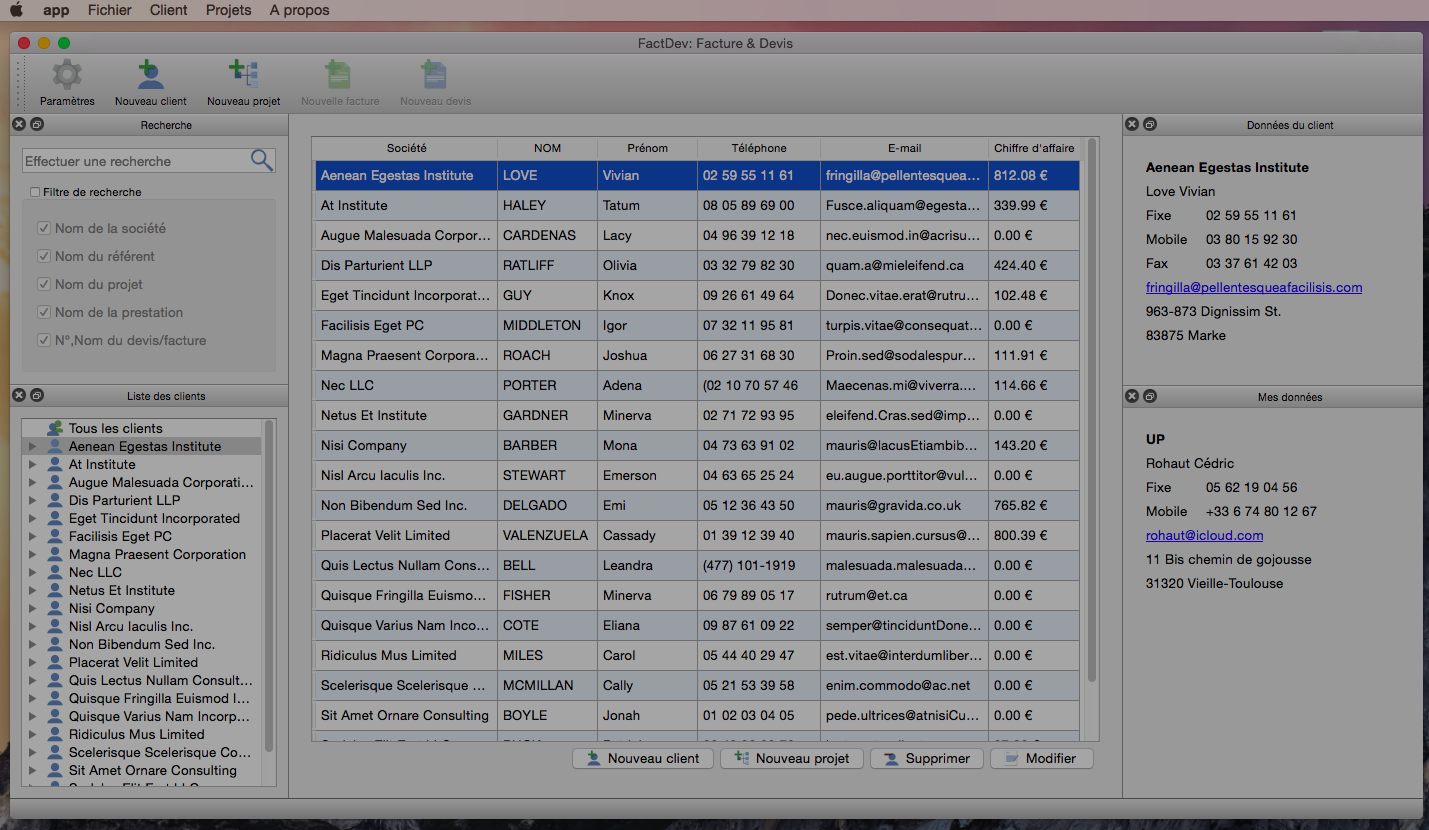 app Fichier Client Projets A propos
FactDev: Facture & Devis
Paramètres Nouveau client Nouveau projet Nouvelle facture Nouveau devis
Recherche
Effectuer une recherche
Filtre de recherche
Nom de la société
Nom du référent
Nom du projet
Nom de la prestation
N°,Nom du devis/facture
Liste des clients
Tous les clients
Aenean Egestas Institute
At Institute
Augue Malesuada Corporati...
Dis Parturient LLP
Eget Tincidunt Incorporated
Facilisis Eget PC
Magna Praesent Corporation
Nec LLC
Netus Et Institute
Nisi Company
Nisl Arcu Iaculis Inc.
Non Bibendum Sed Inc.
Placerat Velit Limited
Quis Lectus Nullam Consult...
Quisque Fringilla Euismod I...
Quisque Varius Nam Incorp...
Ridiculus Mus Limited
Scelerisque Scelerisque Co...
Sit Amet Ornare Consulting
Société NOM Prénom Téléphone E-mail Chiffre d'affaire
Aenean Egestas Institute LOVE Vivian 02 59 55 11 61 fringilla@pellentesquea... 812.08 €
At Institute HALEY Tatum 08 05 89 69 00 Fusce.aliquam@egesta... 339.99 €
Augue Malesuada Corpor... CARDENAS Lacy 04 96 39 12 18 nec.euismod.in@acrisu... 0.00 €
Dis Parturient LLP RATLIFF Olivia 03 32 79 82 30 quam.a@mieleifend.ca 424.40 €
Eget Tincidunt Incorporat... GUY Knox 09 26 61 49 64 Donec.vitae.erat@rutru... 102.48 €
Facilisis Eget PC MIDDLETON Igor 07 32 11 95 81 turpis.vitae@consequat... 0.00 €
Magna Praesent Corpora... ROACH Joshua 06 27 31 68 30 Proin.sed@sodalespur... 111.91 €
Nec LLC PORTER Adena (02 10 70 57 46 Maecenas.mi@viverra.... 114.66 €
Netus Et Institute GARDNER Minerva 02 71 72 93 95 eleifend.Cras.sed@imp... 0.00 €
Nisi Company BARBER Mona 04 73 63 91 02 mauris@lacusEtiambib... 143.20 €
Nisl Arcu Iaculis Inc. STEWART Emerson 04 63 65 25 24 eu.augue.porttitor@vul... 0.00 €
Non Bibendum Sed Inc. DELGADO Emi 05 12 36 43 50 mauris@gravida.co.uk 765.82 €
Placerat Velit Limited VALENZUELA Cassady 01 39 12 39 40 mauris.sapien.cursus@... 800.39 €
Quis Lectus Nullam Cons... BELL Leandra (477) 101-1919 malesuada.malesuada... 0.00 €
Quisque Fringilla Euismo... FISHER Minerva 06 79 89 05 17 rutrum@et.ca 0.00 €
Quisque Varius Nam Inco... COTE Eliana 09 87 61 09 22 semper@tinciduntDone... 0.00 €
Ridiculus Mus Limited MILES Carol 05 44 40 29 47 est.vitae@interdumliber... 0.00 €
Scelerisque Scelerisque ... MCMILLAN Cally 05 21 53 39 58 enim.commodo@ac.net 0.00 €
Sit Amet Ornare Consulting BOYLE Jonah 01 02 03 04 05 pede.ultrices@atnisiCu... 0.00 €
Nouveau client Nouveau projet Supprimer Modifier
Données du client
Aenean Egestas Institute
Love Vivian
Fixe 02 59 55 11 61
Mobile 03 80 15 92 30
Fax 03 37 61 42 03
fringilla@pellentesqueafacilisis.com
963-873 Dignissim St.
83875 Marke
Mes données
UP
Rohaut Cédric
Fixe 05 62 19 04 56
Mobile +33 6 74 80 12 67
rohaut@icloud.com
11 Bis chemin de gojousse
31320 Vieille-Toulouse